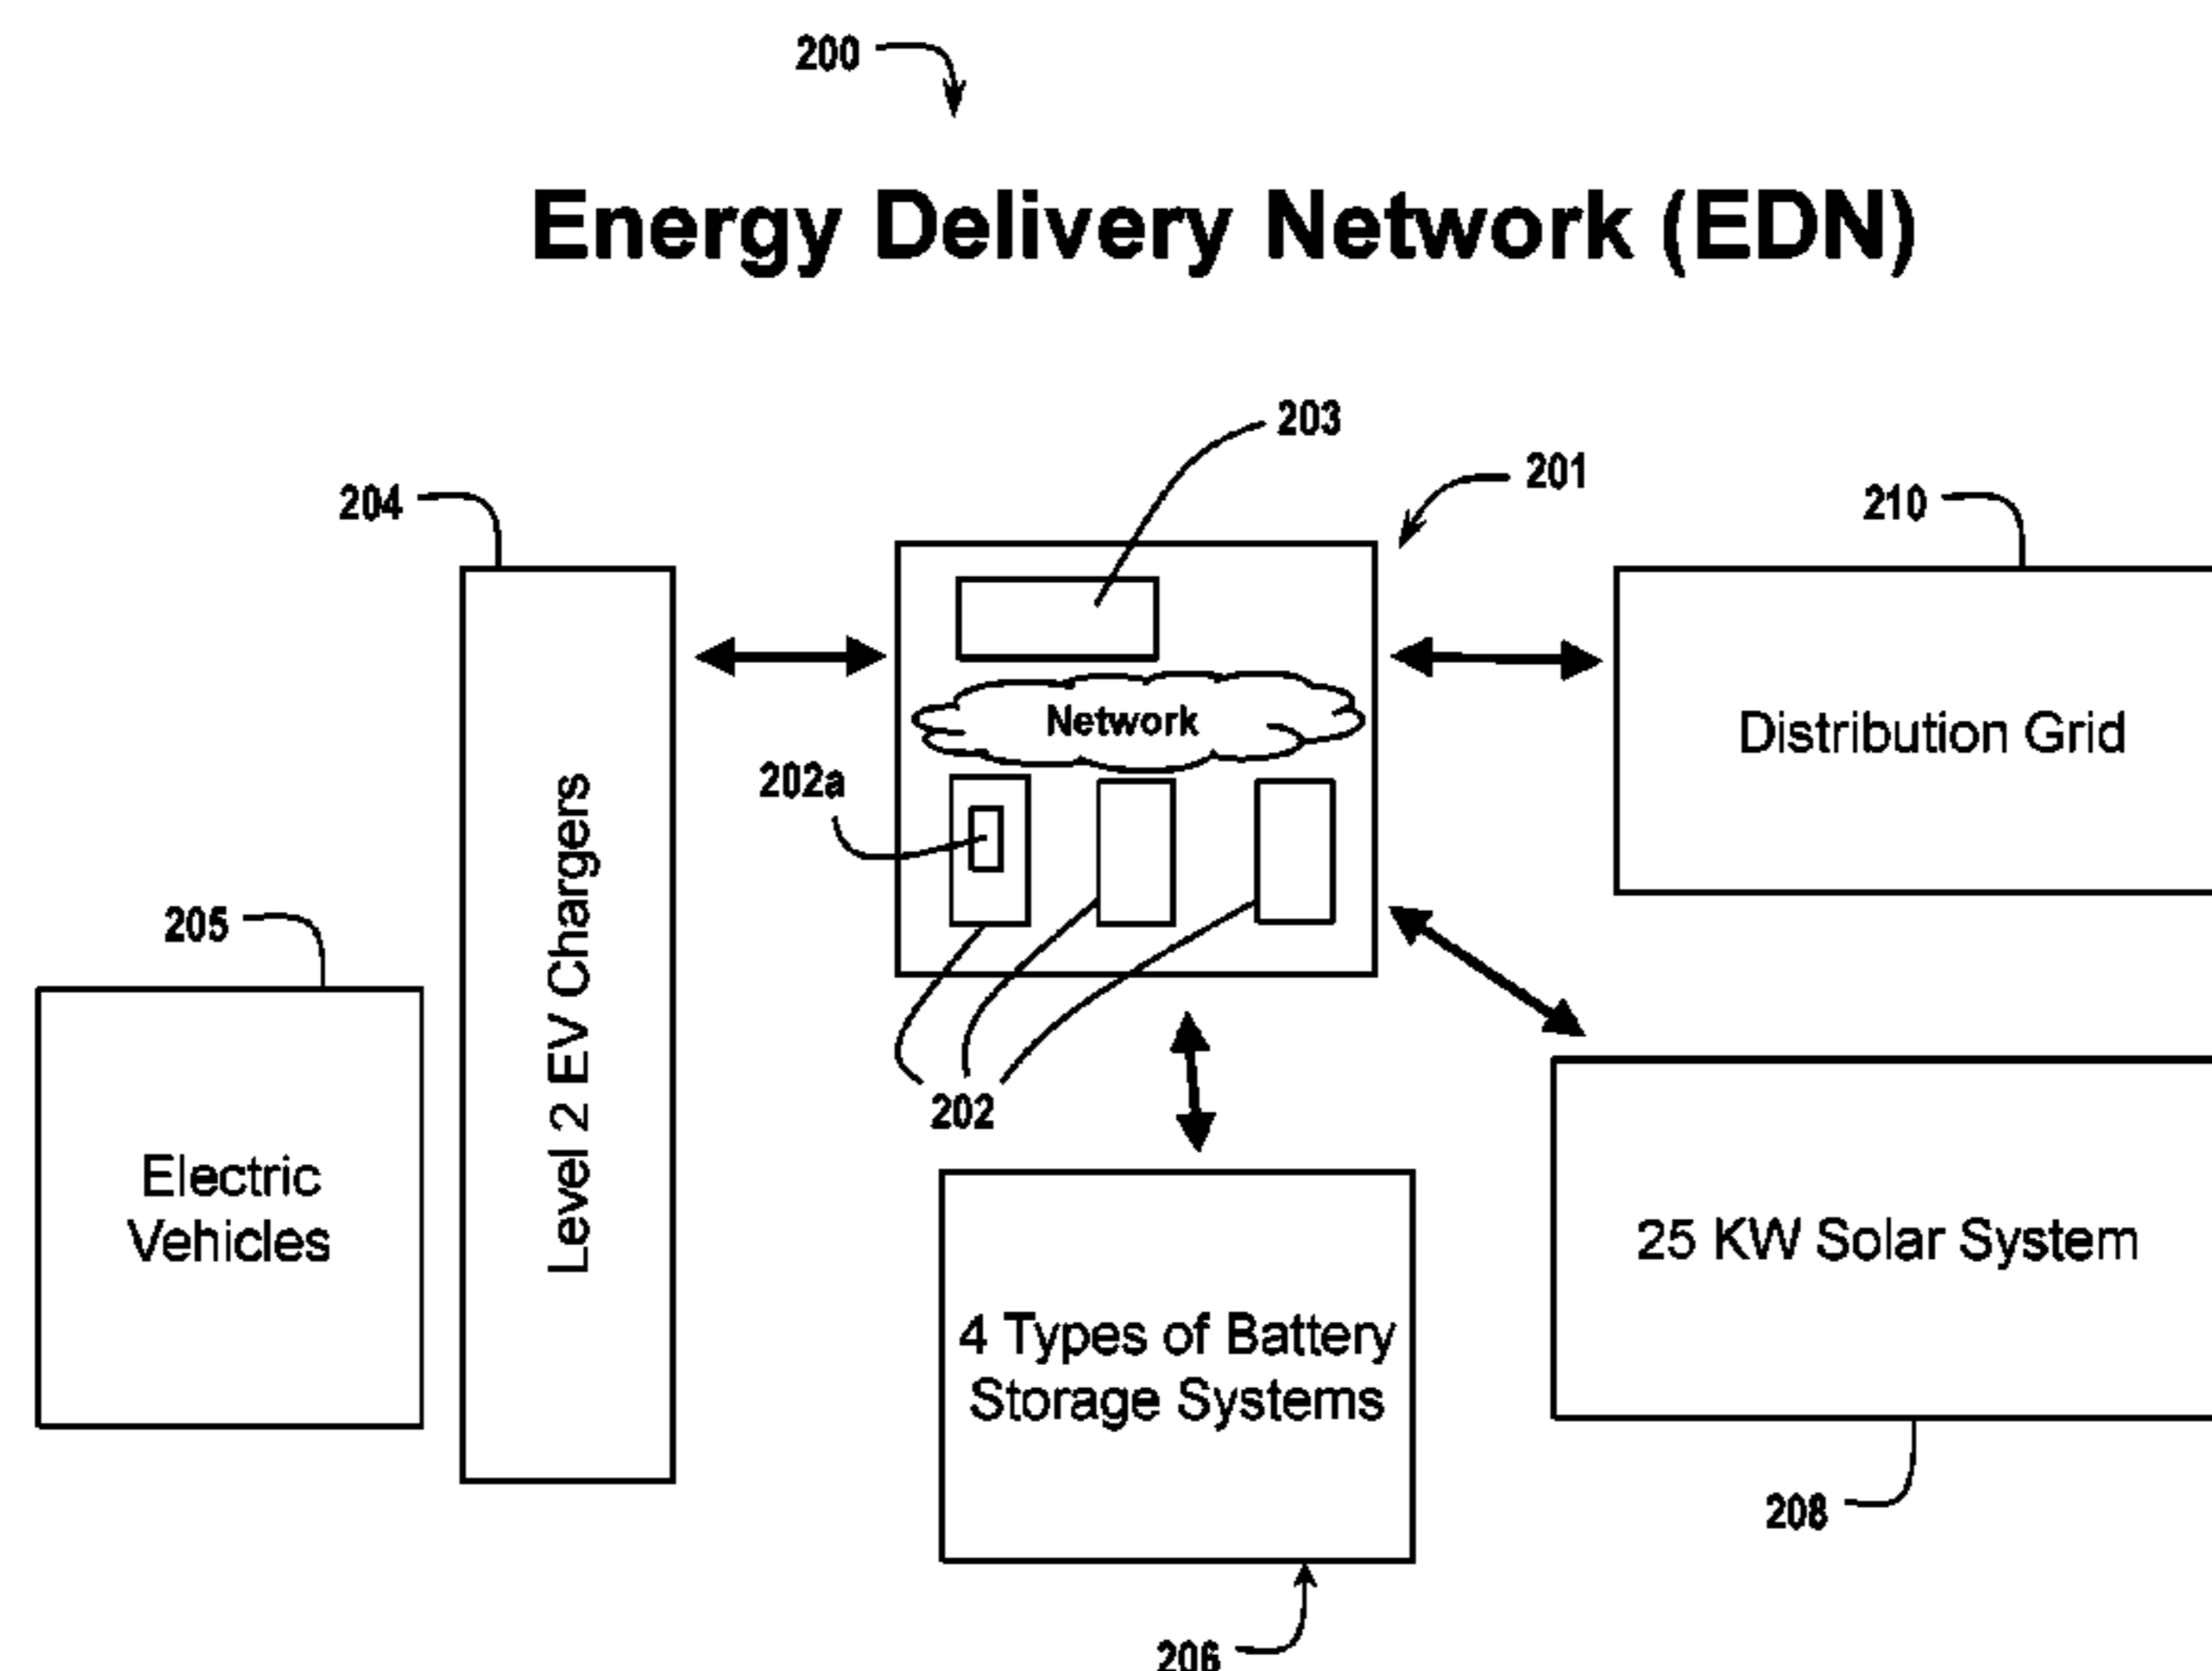 200
Energy Delivery Network (EDN)
203
201
204
210
Network
Distribution Grid
202a
Level 2 EV Chargers
205
202
Electric
Vehicles
25 KW Solar System
4 Types of Battery
Storage Systems
208
206